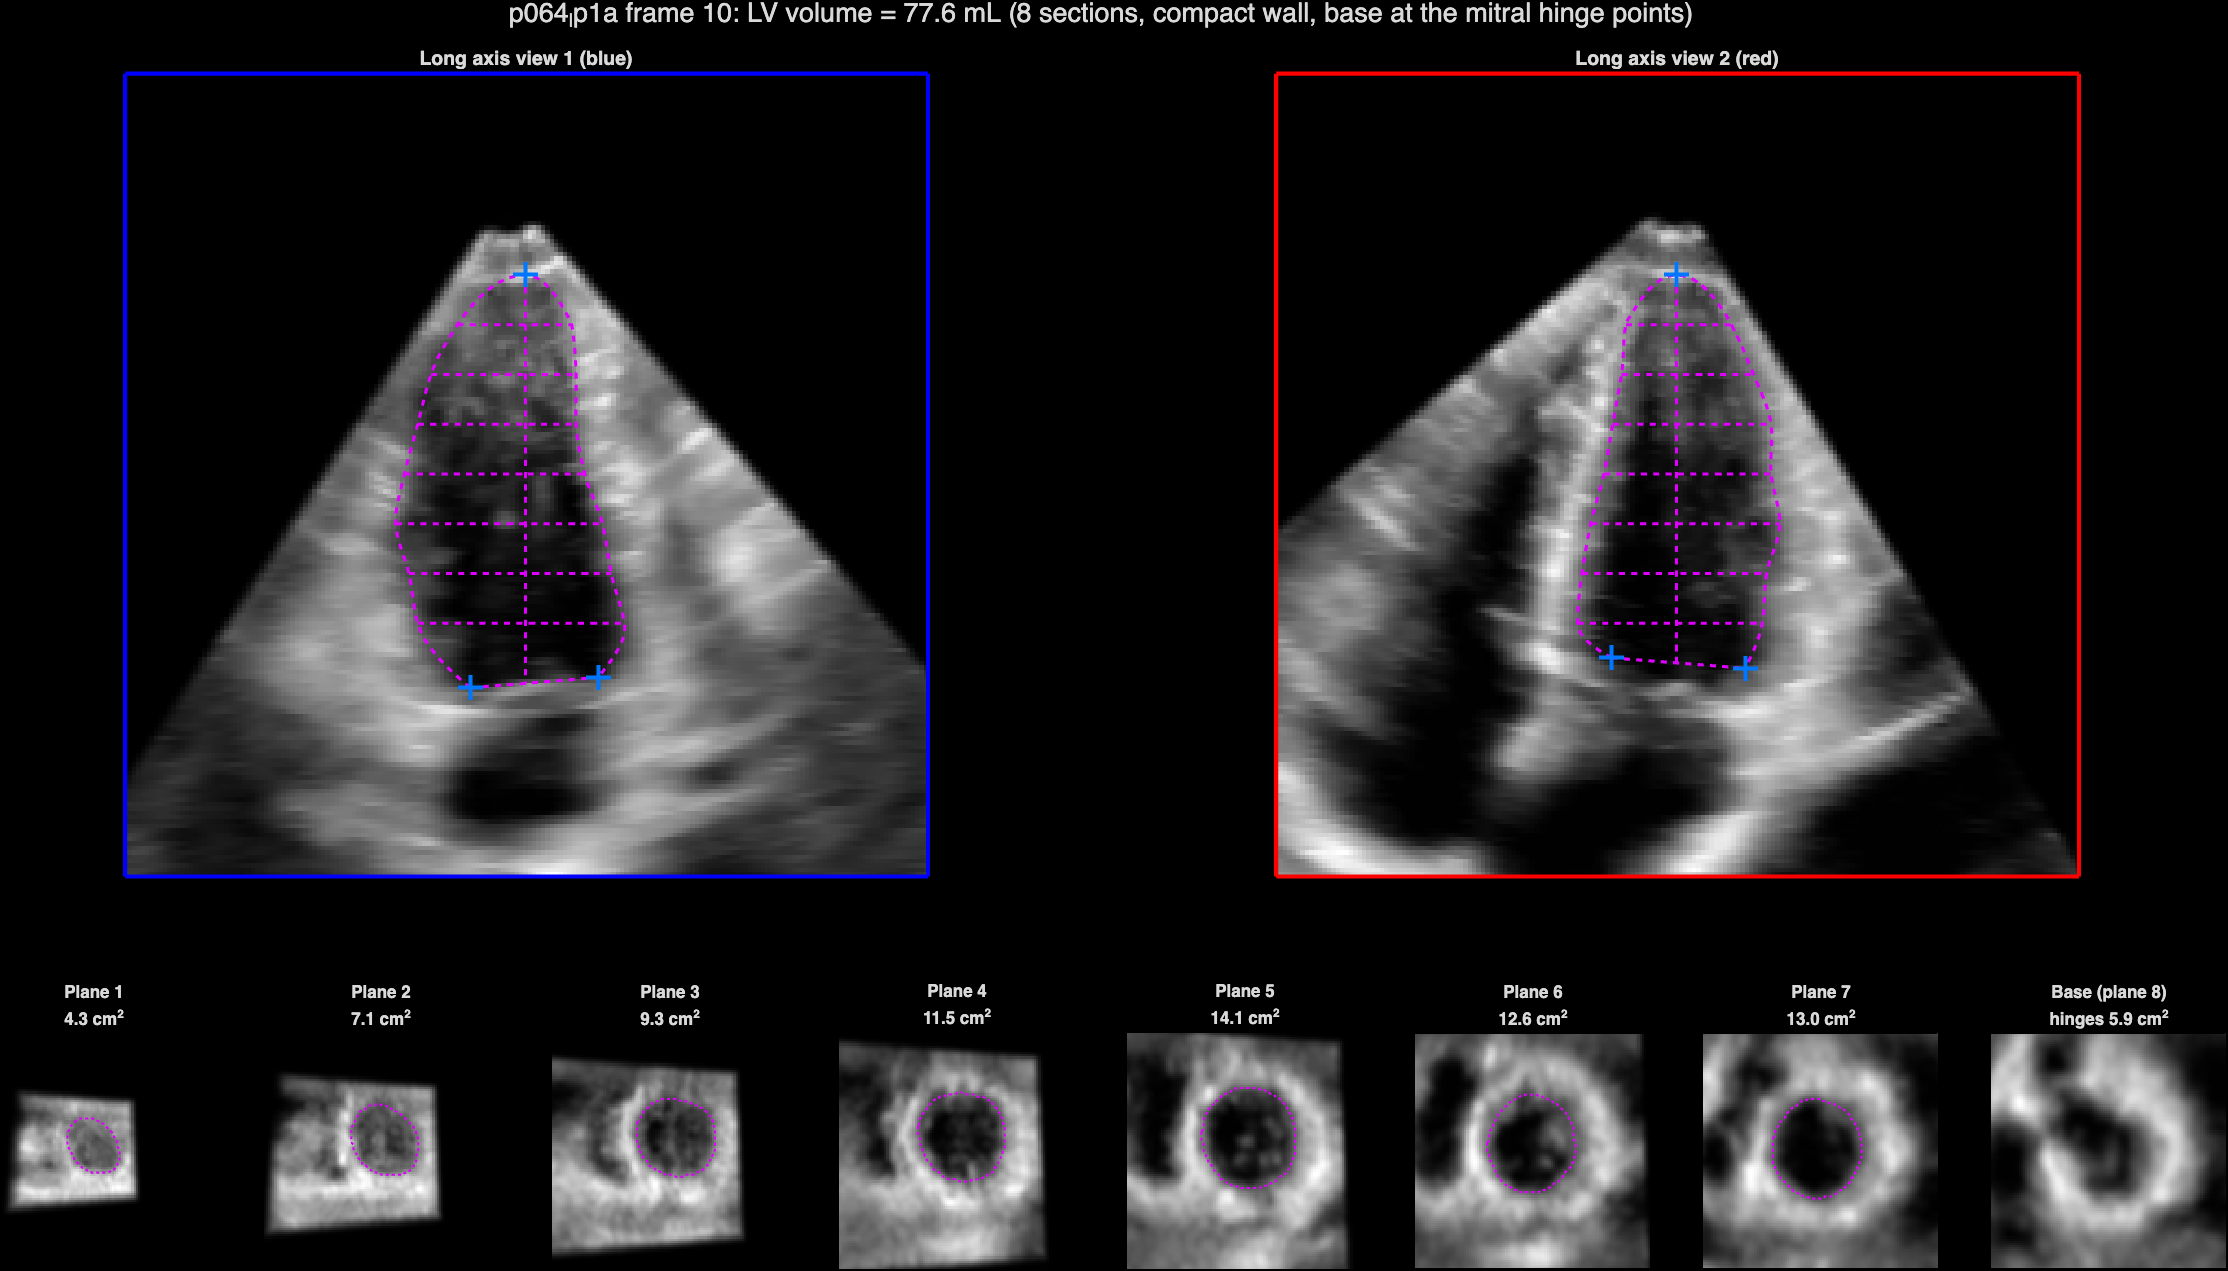 p064|p1a frame 10: LV volume = 77.6 mL (8 sections, compact wall, base at the mitral hinge points)
Long axis view 1 (blue)
Long axis view 2 (red)
Plane 1
4.3 cm²
Plane 2
7.1 cm²
Plane 3
9.3 cm²
Plane 4
11.5 cm²
Plane 5
14.1 cm²
Plane 6
12.6 cm²
Plane 7
13.0 cm²
Base (plane 8)
hinges 5.9 cm²